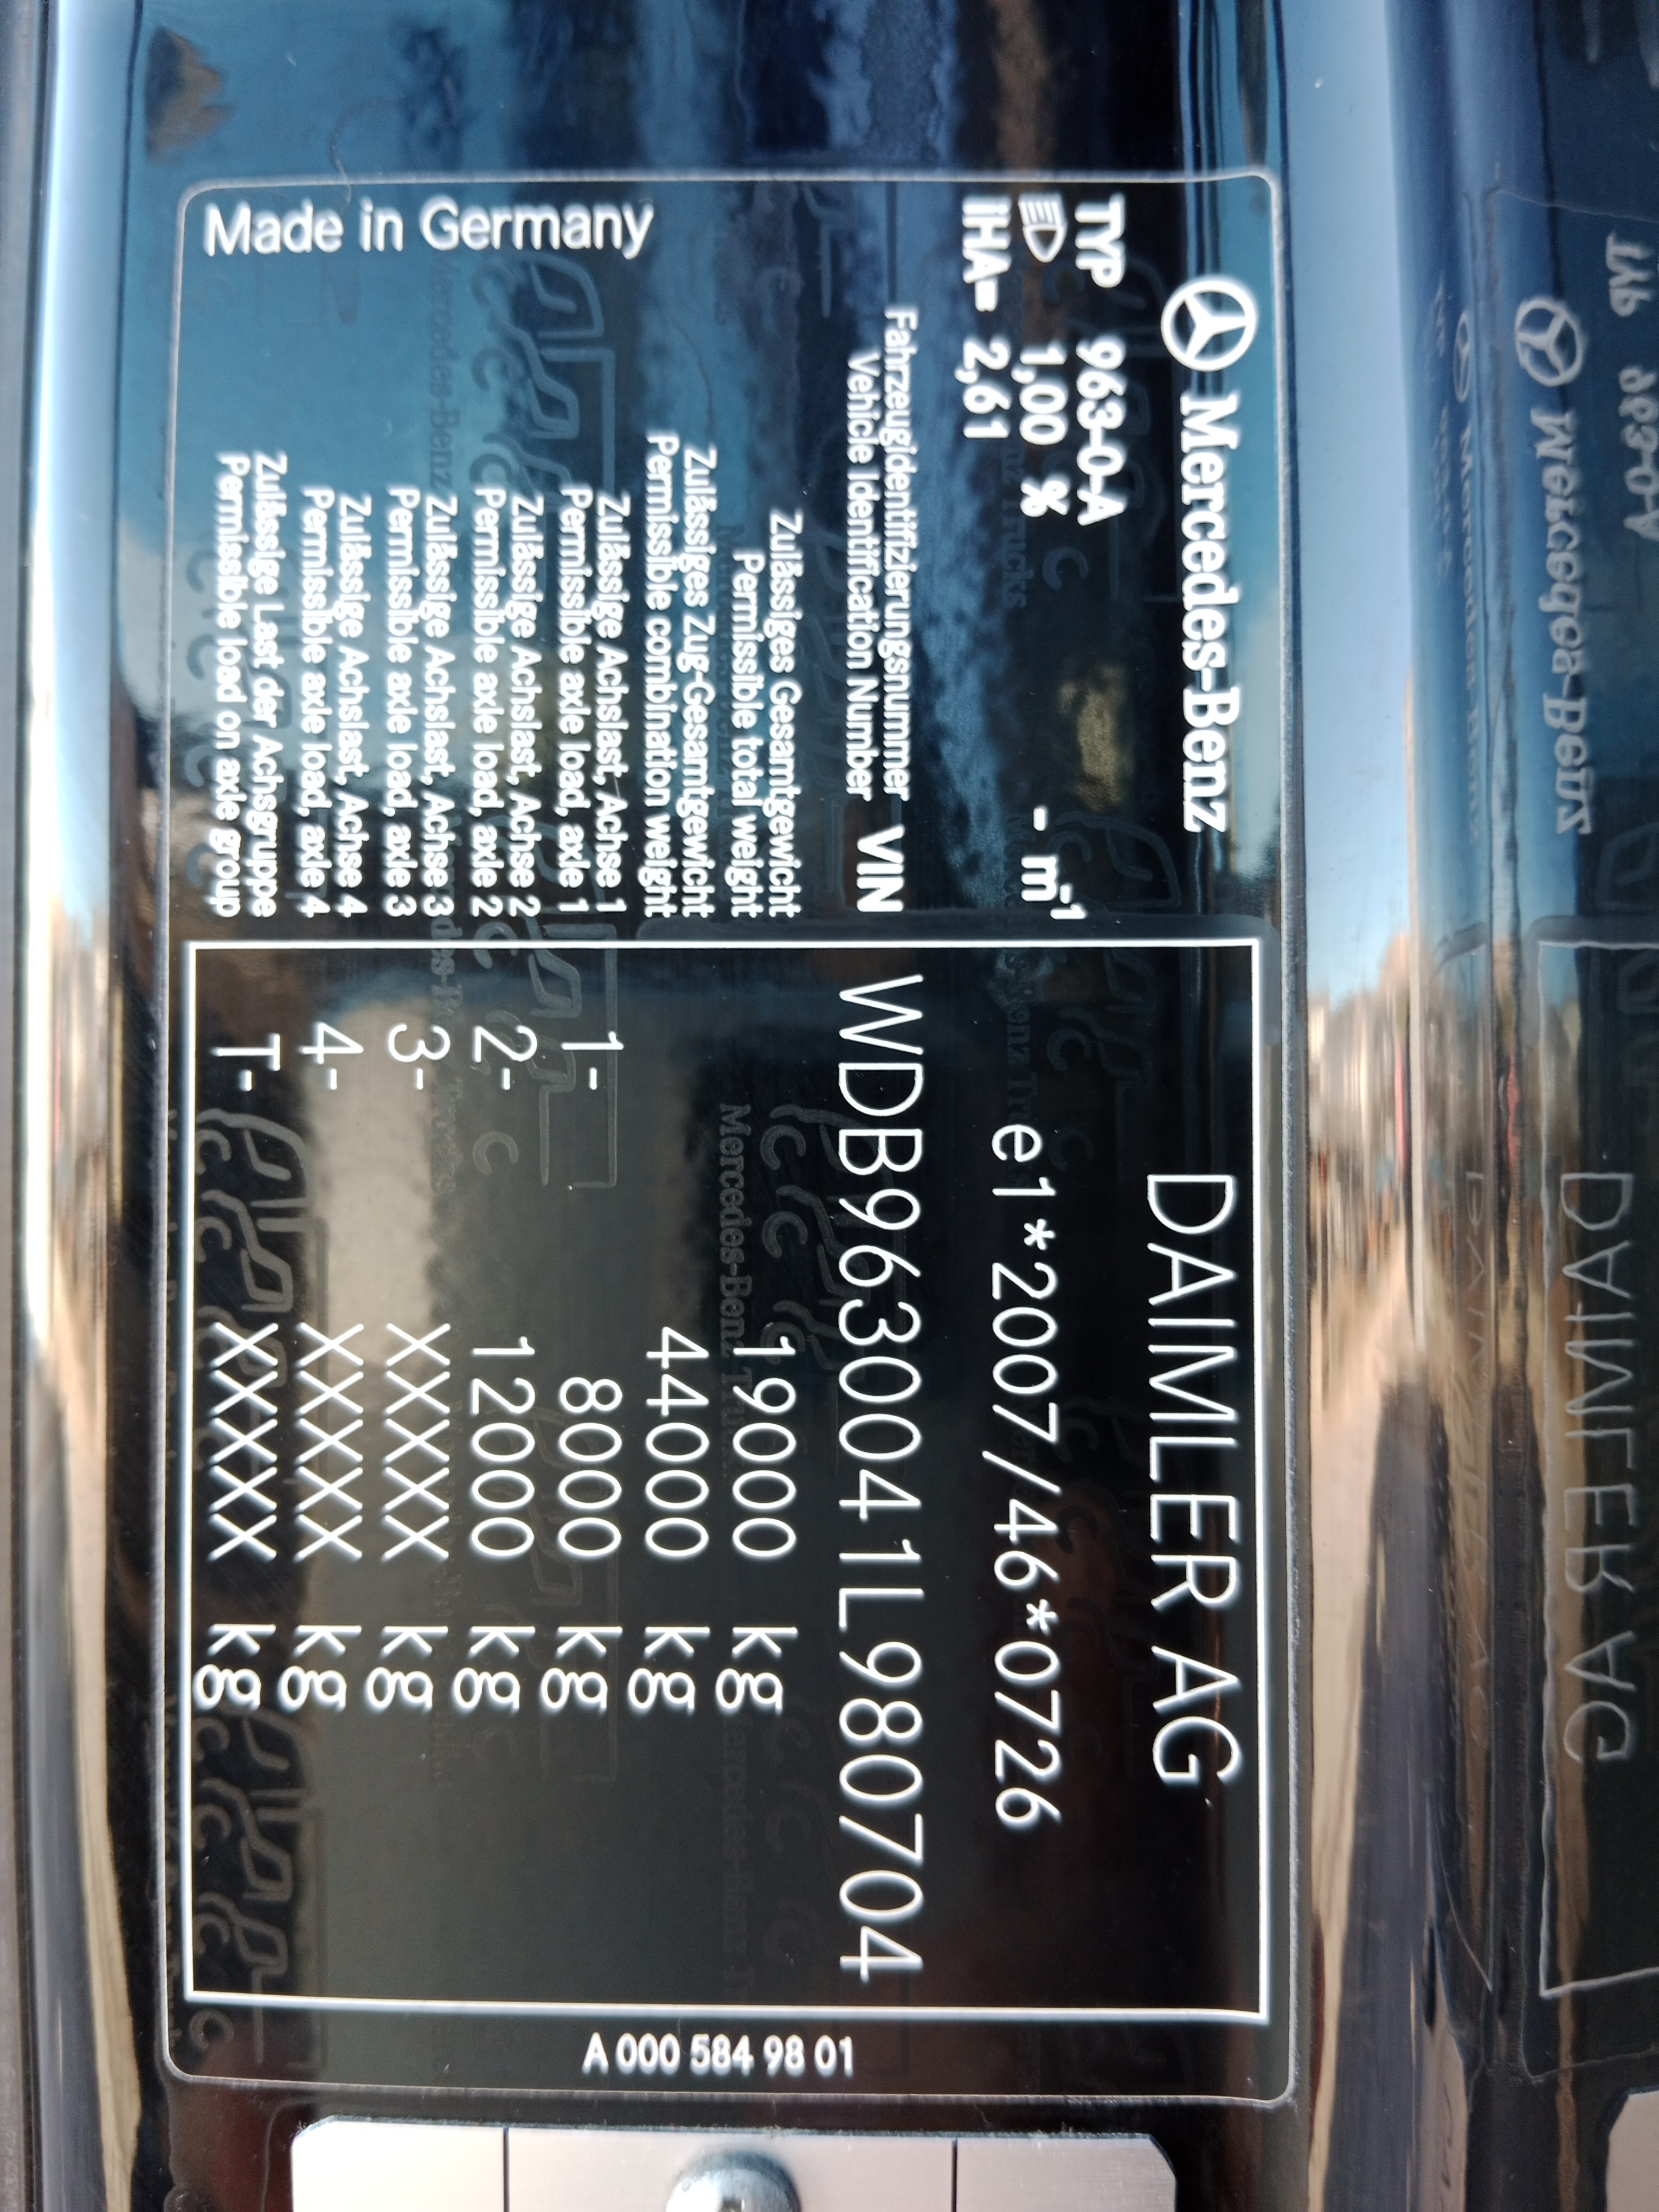 Mercedes-Benz
TYP 963-0-A
1,00 % - m⁻¹
iHA= 2,61
Fahrzeugidentifizierungsnummer
Vehicle Identification Number VIN
Zulässiges Gesamtgewicht
Permissible total weight
Zulässiges Zug-Gesamtgewicht
Permissible combination weight
Zulässige Achslast, Achse 1
Permissible axle load, axle 1
Zulässige Achslast, Achse 2
Permissible axle load, axle 2
Zulässige Achslast, Achse 3
Permissible axle load, axle 3
Zulässige Achslast, Achse 4
Permissible axle load, axle 4
Zulässige Last der Achsgruppe
Permissible load on axle group
Made in Germany
DAIMLER AG
e1*2007/46*0726
WDB9630041L980704
19000 kg
44000 kg
1- 8000 kg
2- 12000 kg
3- XXXXX kg
4- XXXXX kg
T- XXXXX kg
A 000 584 98 01